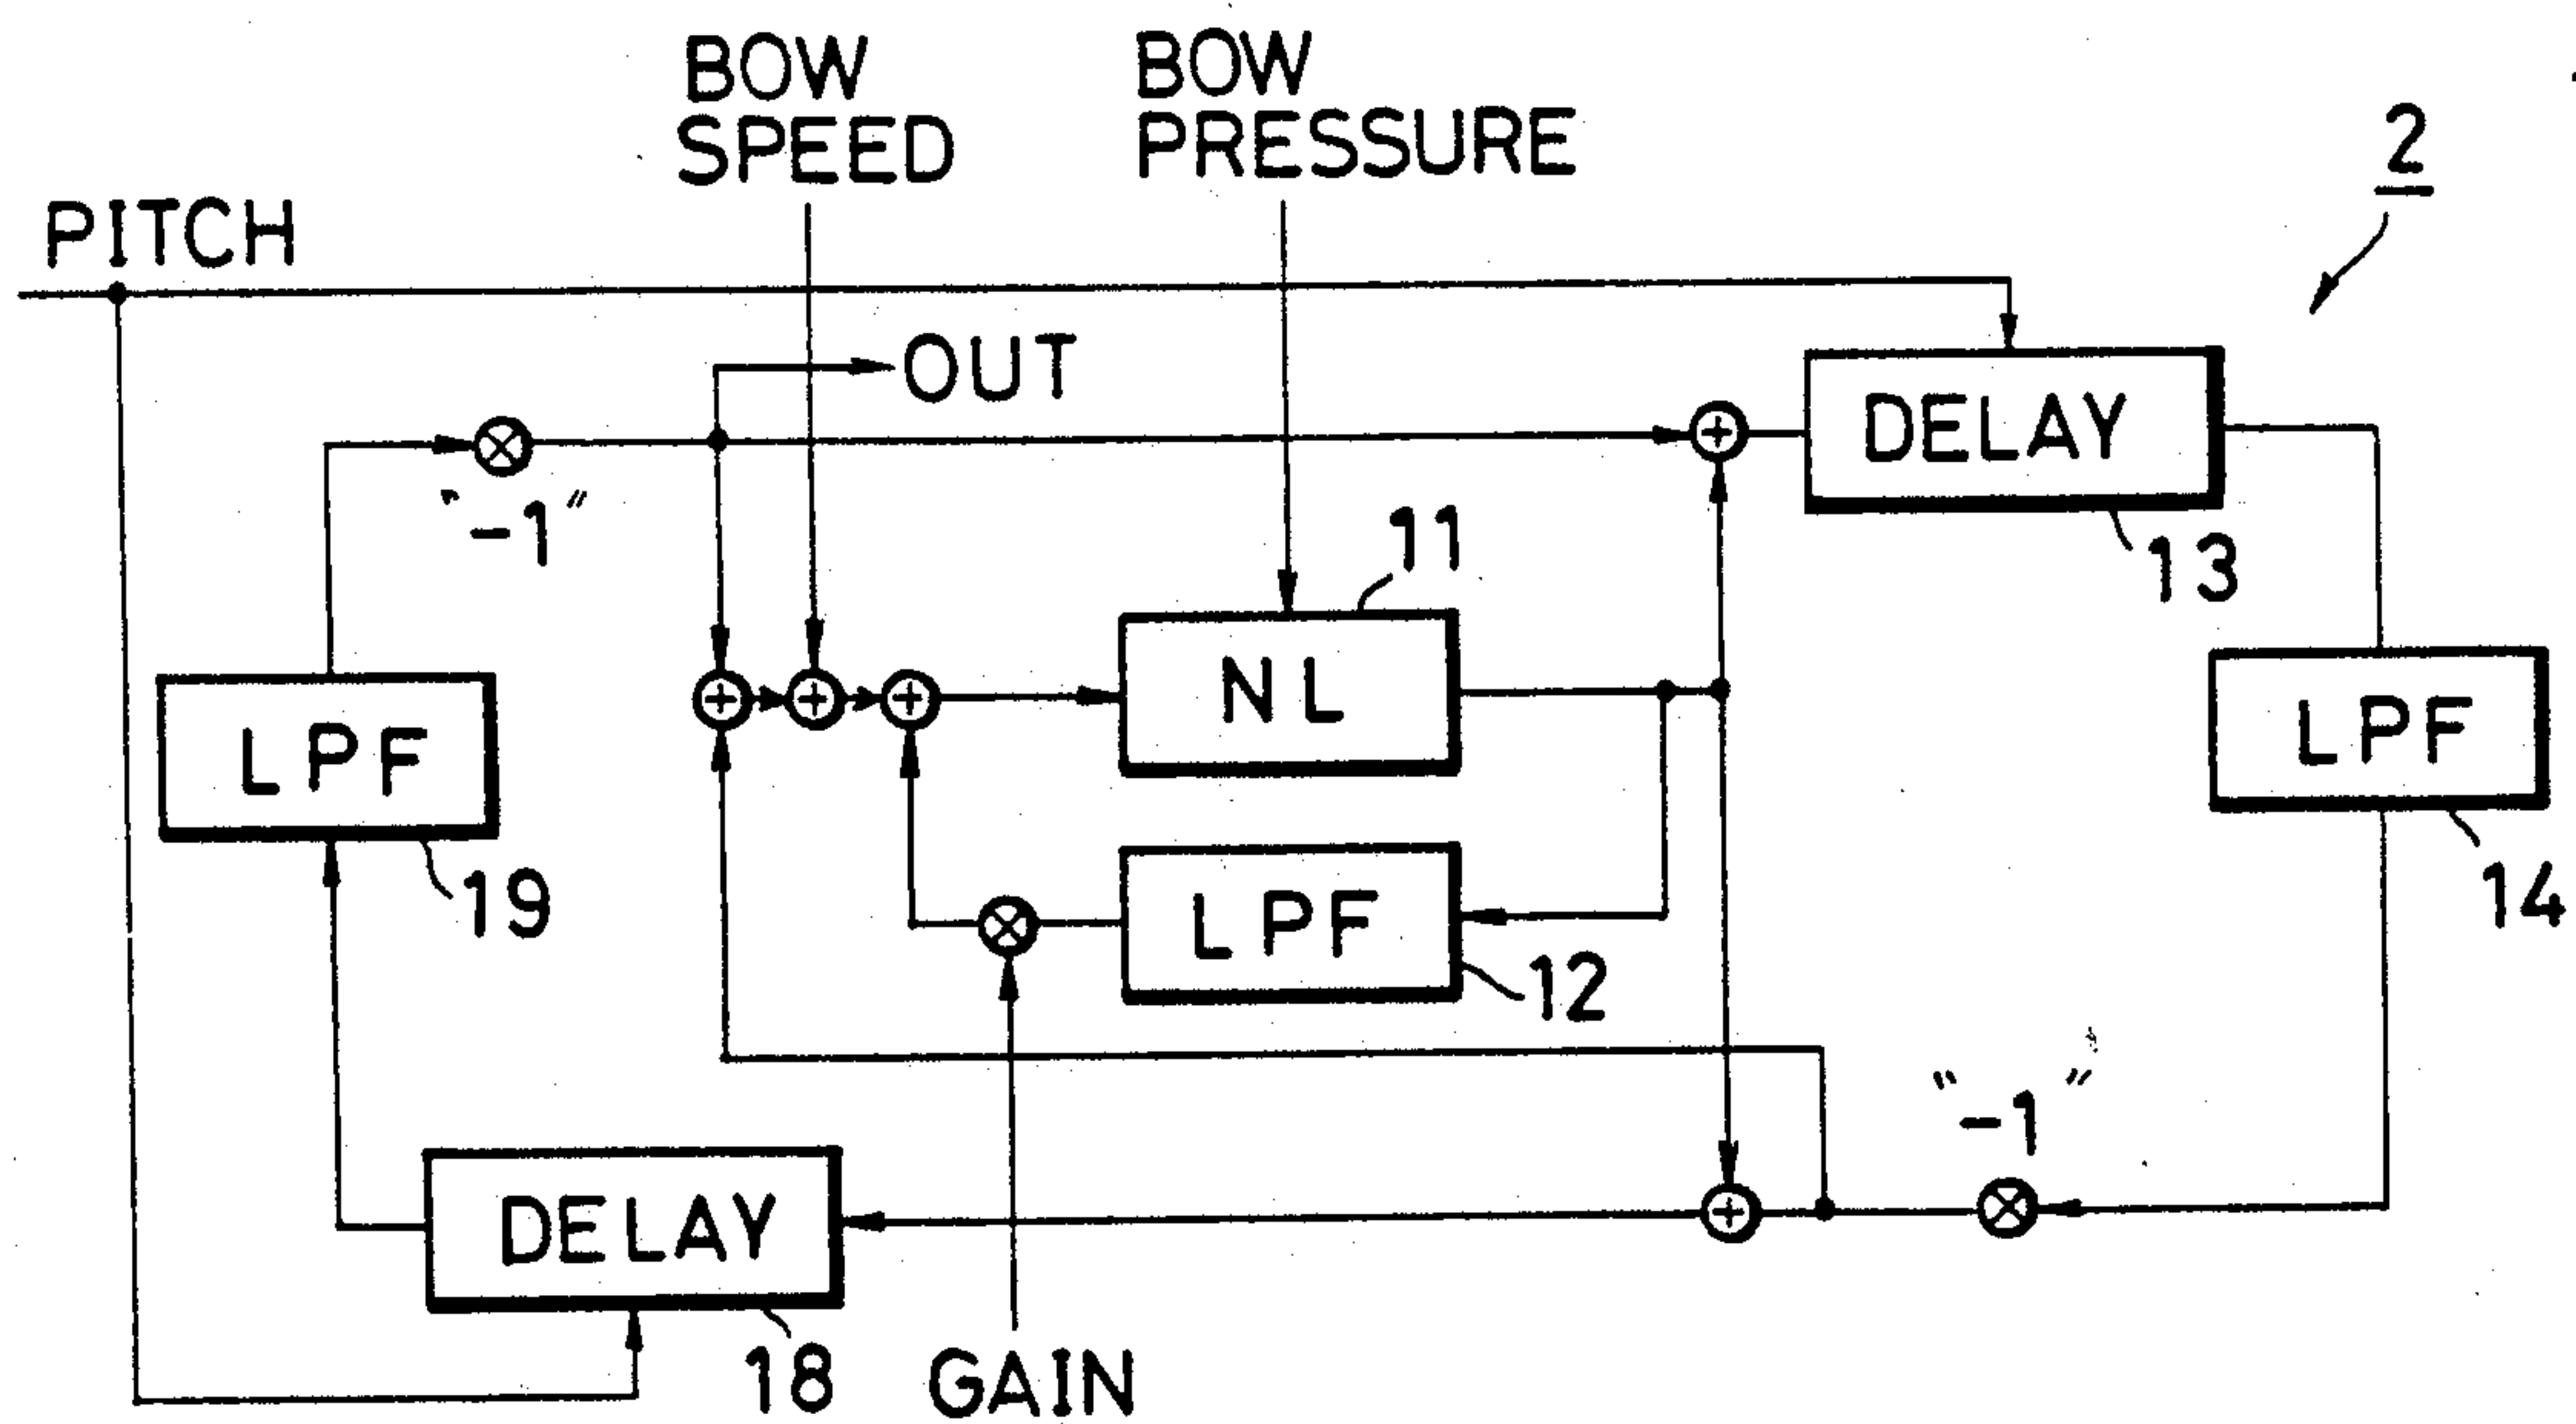 BOW
SPEED
BOW
PRESSURE
2
PITCH
OUT
DELAY
"-1"
11
13
NL
LPF
LPF
19
LPF
14
12
"-1"
DELAY
18
GAIN